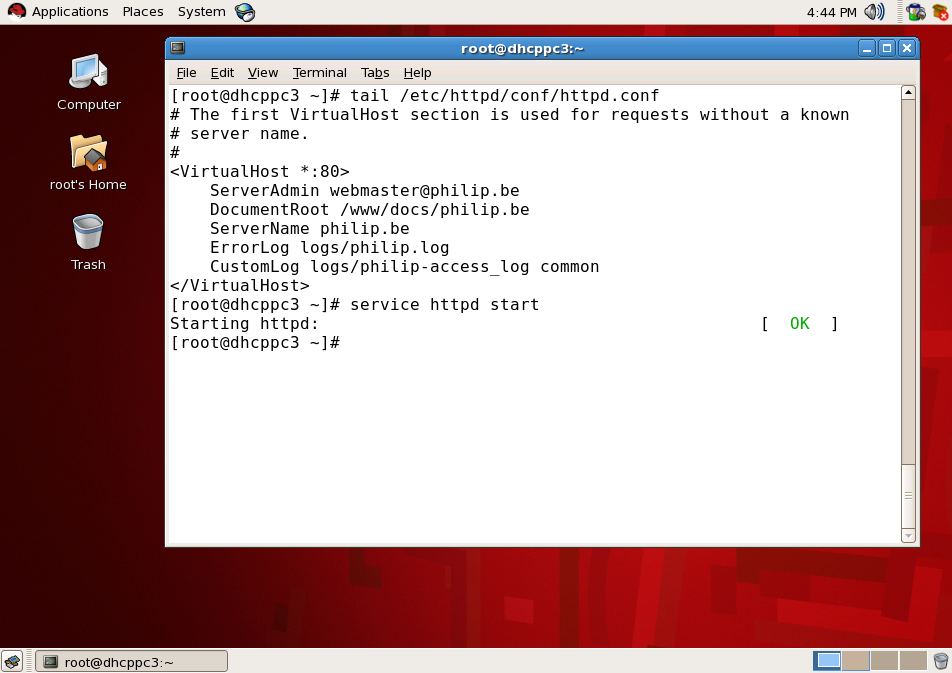 Applications Places System 4:44 PM
root@dhcppc3:~
File Edit View Terminal Tabs Help
Computer
root's Home
Trash
[root@dhcppc3 ~]# tail /etc/httpd/conf/httpd.conf
# The first VirtualHost section is used for requests without a known
# server name.
#
<VirtualHost *:80>
    ServerAdmin webmaster@philip.be
    DocumentRoot /www/docs/philip.be
    ServerName philip.be
    ErrorLog logs/philip.log
    CustomLog logs/philip-access_log common
</VirtualHost>
[root@dhcppc3 ~]# service httpd start
Starting httpd:                                            [  OK  ]
[root@dhcppc3 ~]#
root@dhcppc3:~